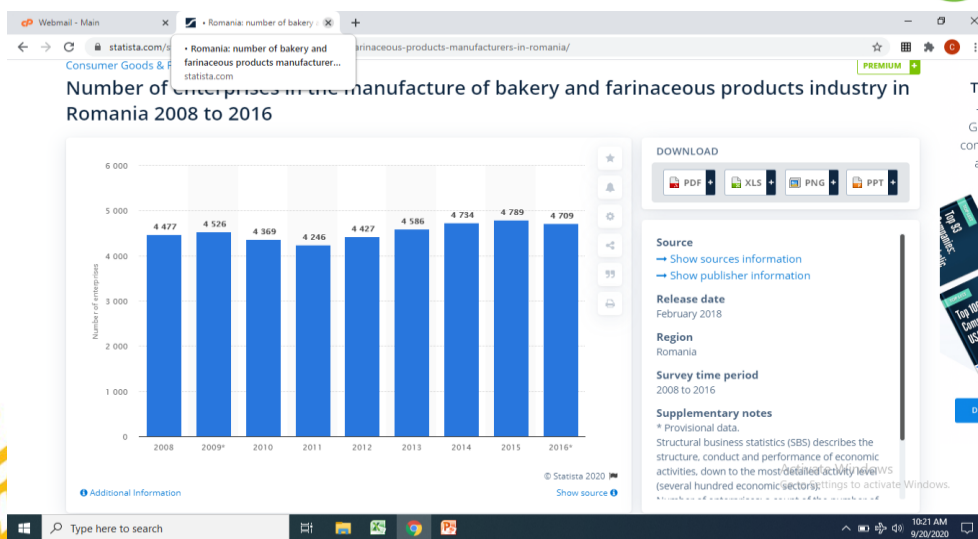 Webmail - Main
• Romania: number of bakery
statista.com/s
arinaceous-products-manufacturers-in-romania/
• Romania: number of bakery and
farinaceous products manufacturer...
statista.com
C
Consumer Goods &
PREMIUM +
Number of enterprises in the manufacture of bakery and farinaceous products industry in
Romania 2008 to 2016
Number of enterprises
6 000
5 000
4 000
3 000
2 000
1 000
0
4 477
4 526
4 369
4 246
4 427
4 586
4 734
4 789
4 709
2008
2009*
2010
2011
2012
2013
2014
2015
2016*
© Statista 2020
Additional Information
Show source
DOWNLOAD
PDF +
XLS +
PNG +
PPT +
Source
→ Show sources information
→ Show publisher information
Release date
February 2018
Region
Romania
Survey time period
2008 to 2016
Supplementary notes
* Provisional data.
Structural business statistics (SBS) describes the
structure, conduct and performance of economic
activities, down to the most detailed activity level
(several hundred economic sectors).
Activate Windows
Go to Settings to activate Windows.
Top 93
Top 100
Type here to search
10:21 AM
9/20/2020